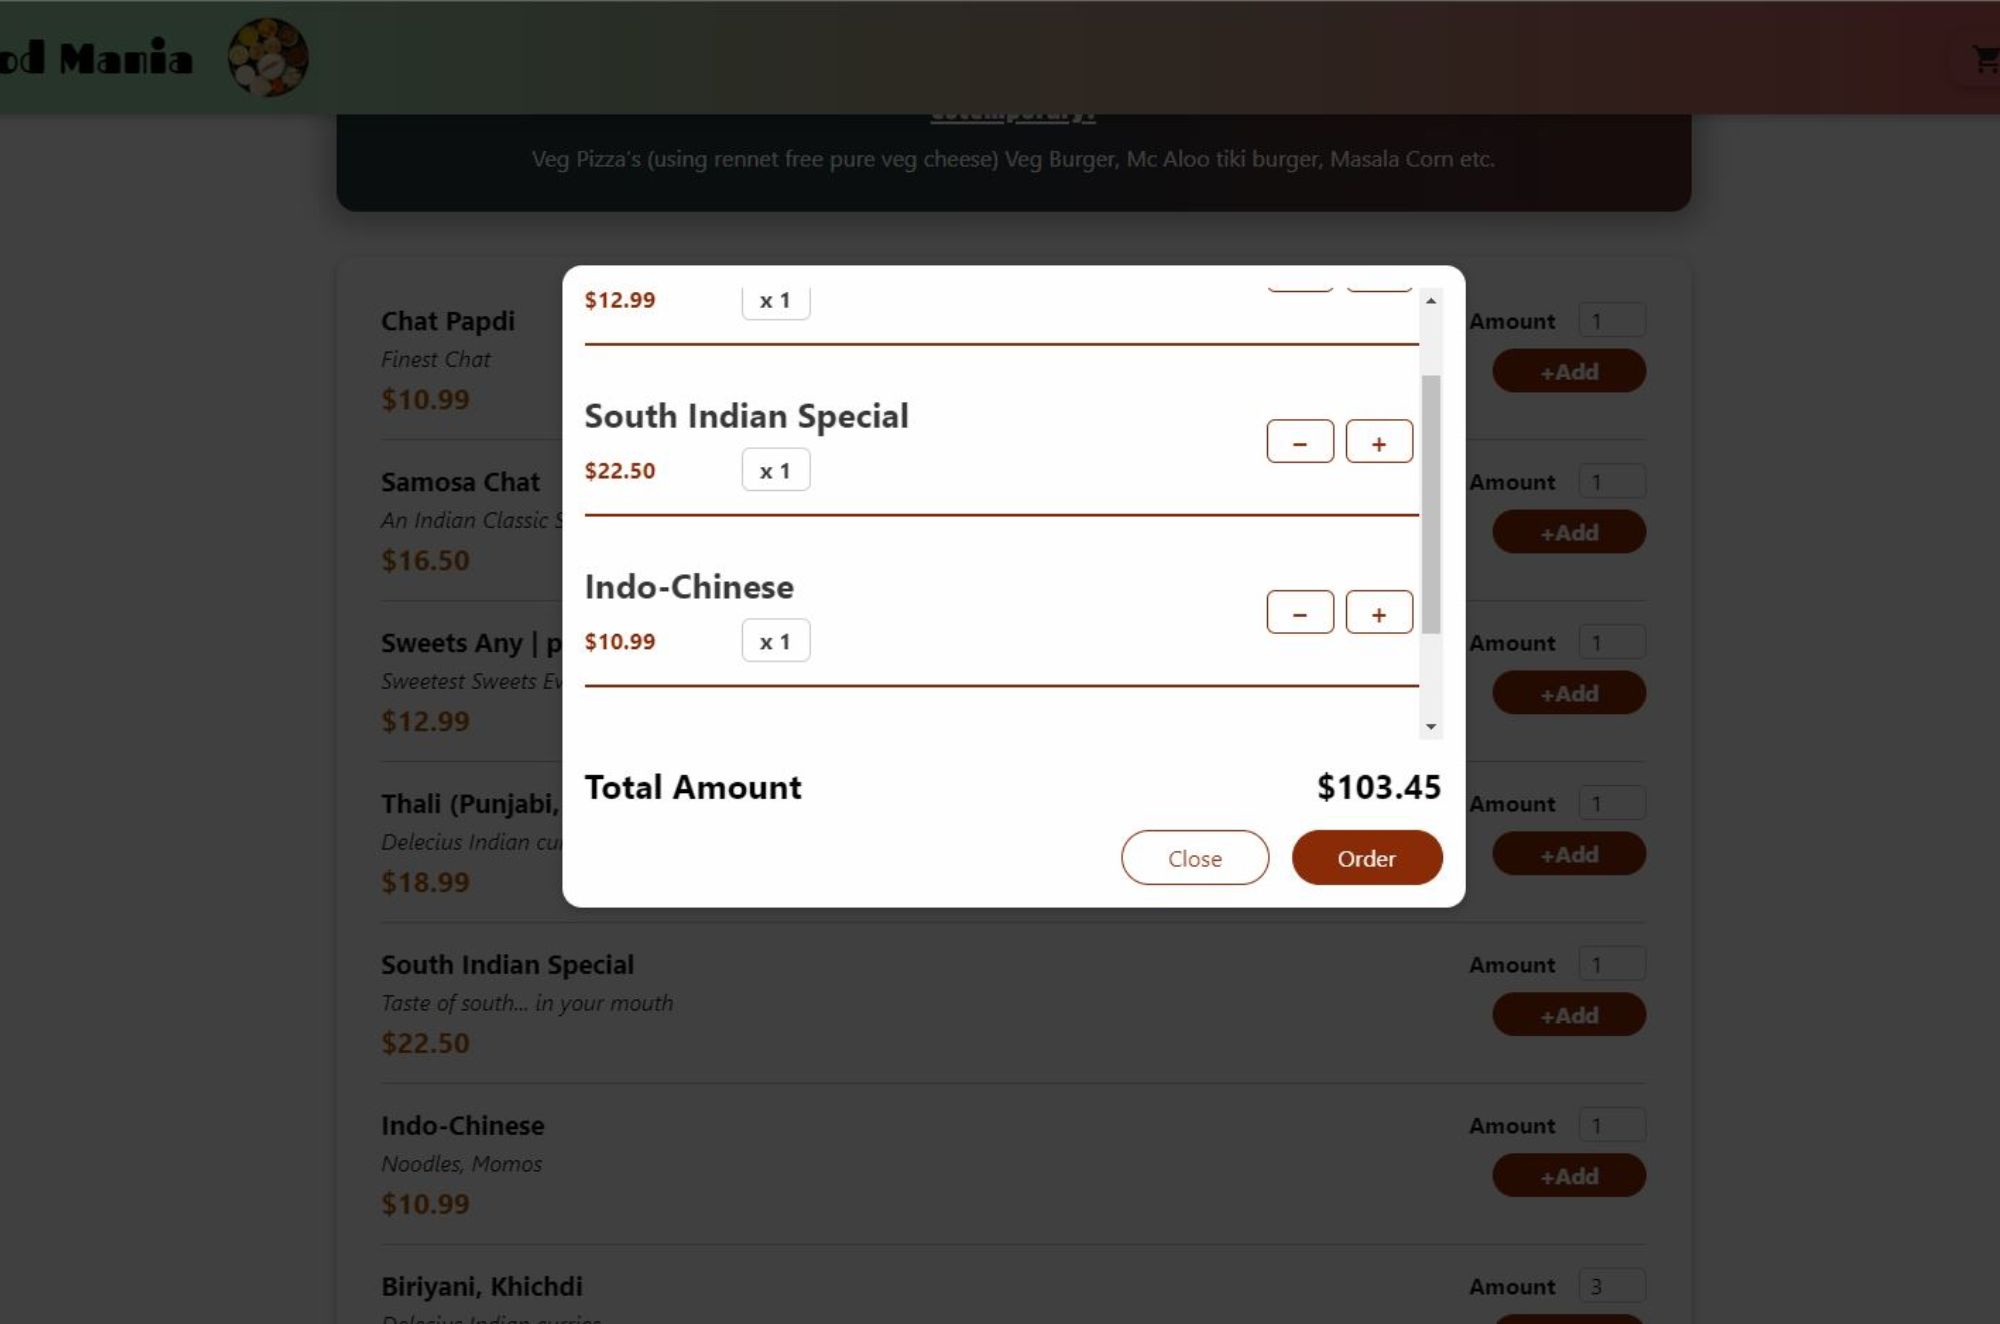 Mania
Veg Pizza's (using rennet free pure veg cheese) Veg Burger, Mc Aloo tiki burger, Masala Corn etc.
Chat Papdi
Finest Chat
$10.99
Amount 1
+Add
Samosa Chat
An Indian Classic
$16.50
Amount 1
+Add
Sweets Any |
Sweetest Sweets
$12.99
Amount 1
+Add
Thali (Punjabi,
Delecius Indian
$18.99
Amount 1
+Add
$12.99 x 1
South Indian Special
$22.50 x 1
– +
Indo-Chinese
$10.99 x 1
– +
Total Amount $103.45
Close Order
South Indian Special
Taste of south... in your mouth
$22.50
Amount 1
+Add
Indo-Chinese
Noodles, Momos
$10.99
Amount 1
+Add
Biriyani, Khichdi
Delecius Indian curries
Amount 3